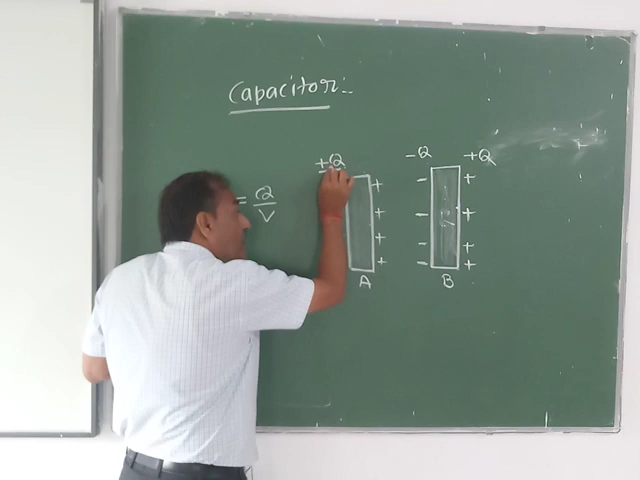 Capacitor:-
= Q/V
+Q -Q +Q
+ - +
+ - +
+ - +
+ - +
A B